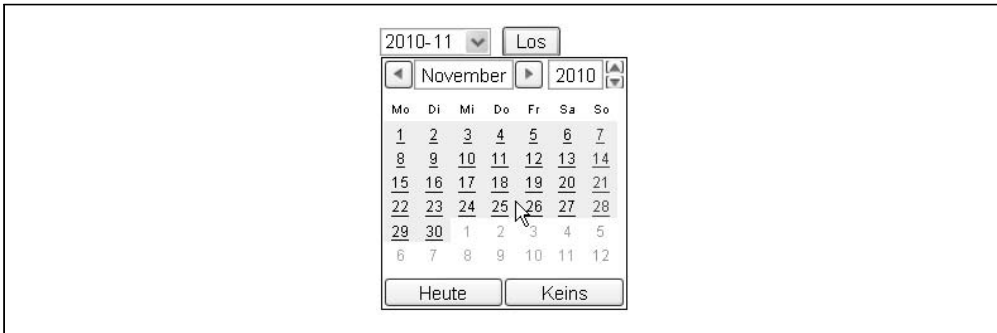 2010-11 Los
November 2010
Mo Di Mi Do Fr Sa So
1 2 3 4 5 6 7
8 9 10 11 12 13 14
15 16 17 18 19 20 21
22 23 24 25 26 27 28
29 30 1 2 3 4 5
6 7 8 9 10 11 12
Heute Keins